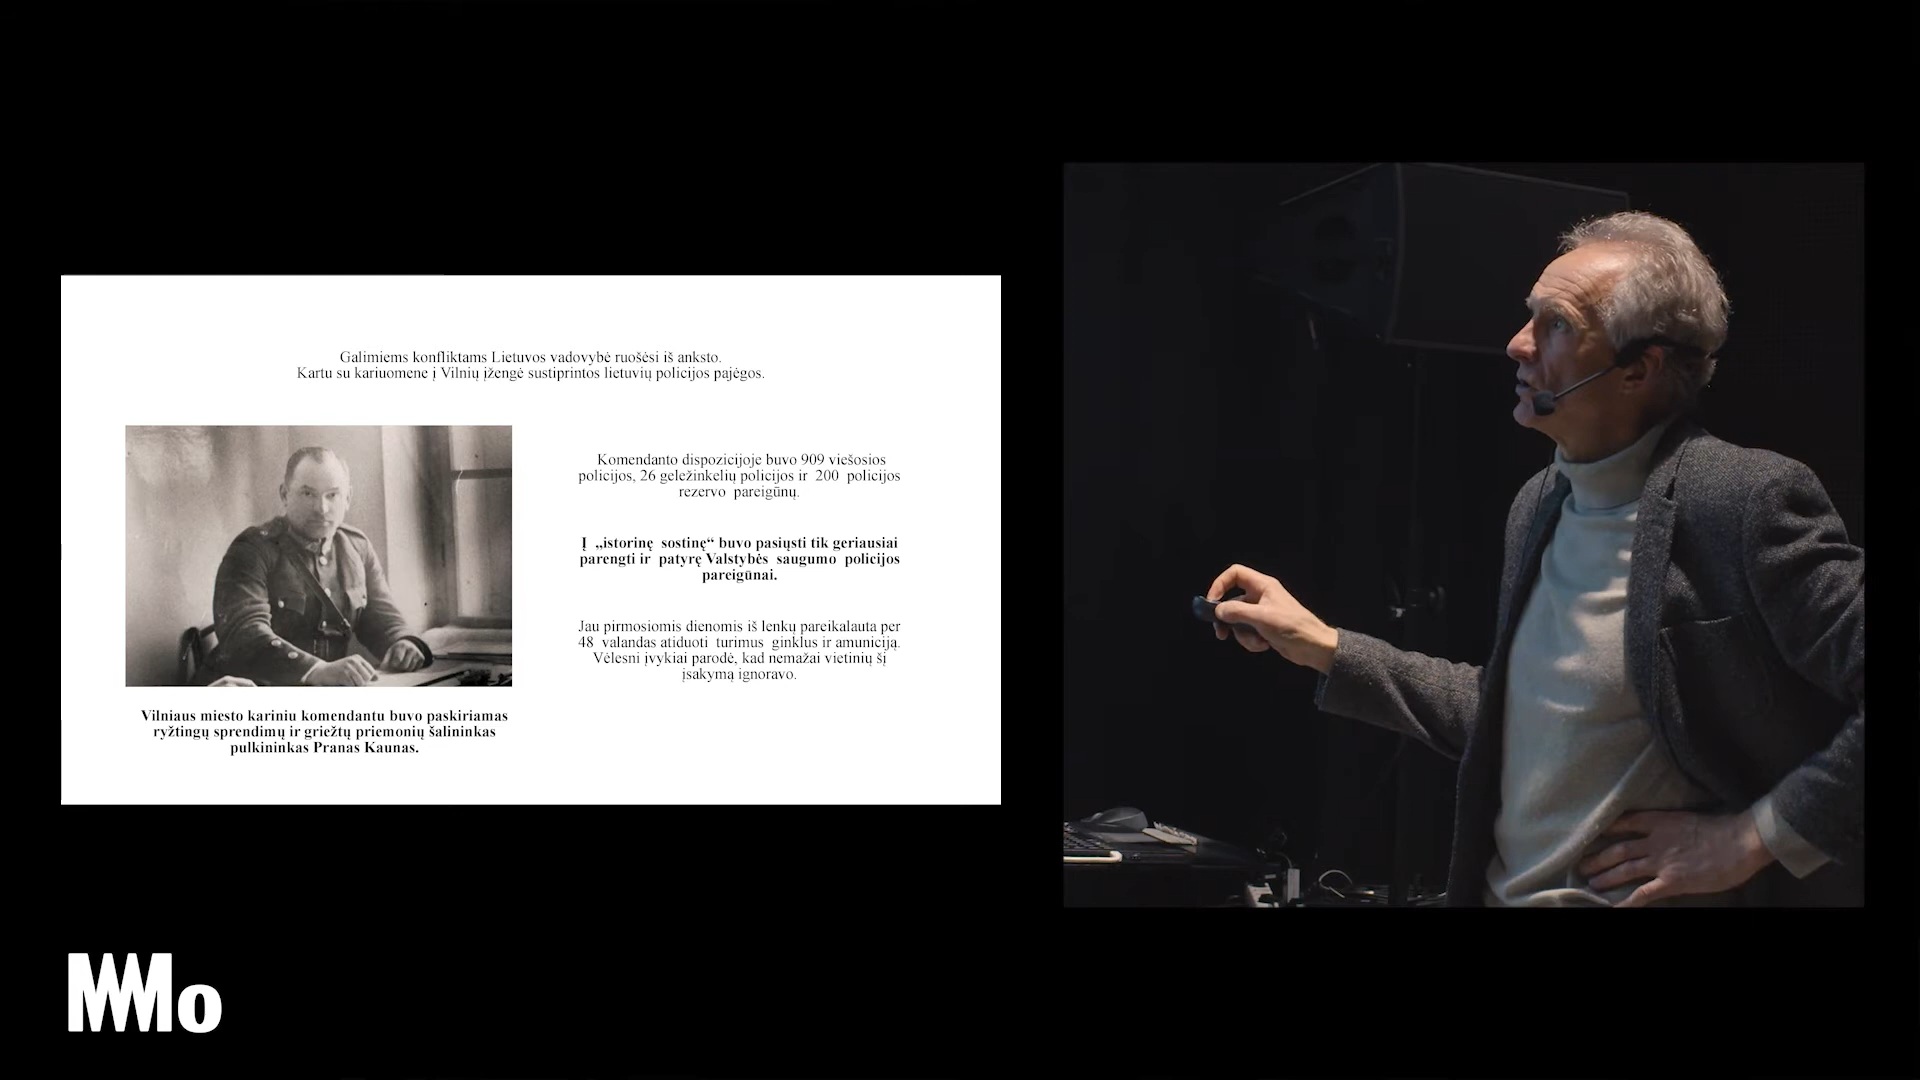 Galimiems konfliktams Lietuvos vadovybė ruošėsi iš anksto.
Kartu su kariuomene į Vilnių įžengė sustiprintos lietuvių policijos pajėgos.
Komendanto dispozicijoje buvo 909 viešosios
policijos, 26 geležinkelių policijos ir 200 policijos
rezervo pareigūnų.
Į „istorinę sostinę“ buvo pasiųsti tik geriausiai
parengti ir patyrę Valstybės saugumo policijos
pareigūnai.
Jau pirmosiomis dienomis iš lenkų pareikalauta per
48 valandas atiduoti turimus ginklus ir amuniciją.
Vėlesni įvykiai parodė, kad nemažai vietinių šį
įsakymą ignoravo.
Vilniaus miesto kariniu komendantu buvo paskiriamas
ryžtingų sprendimų ir griežtų priemonių šalininkas
pulkininkas Pranas Kaunas.
MMo